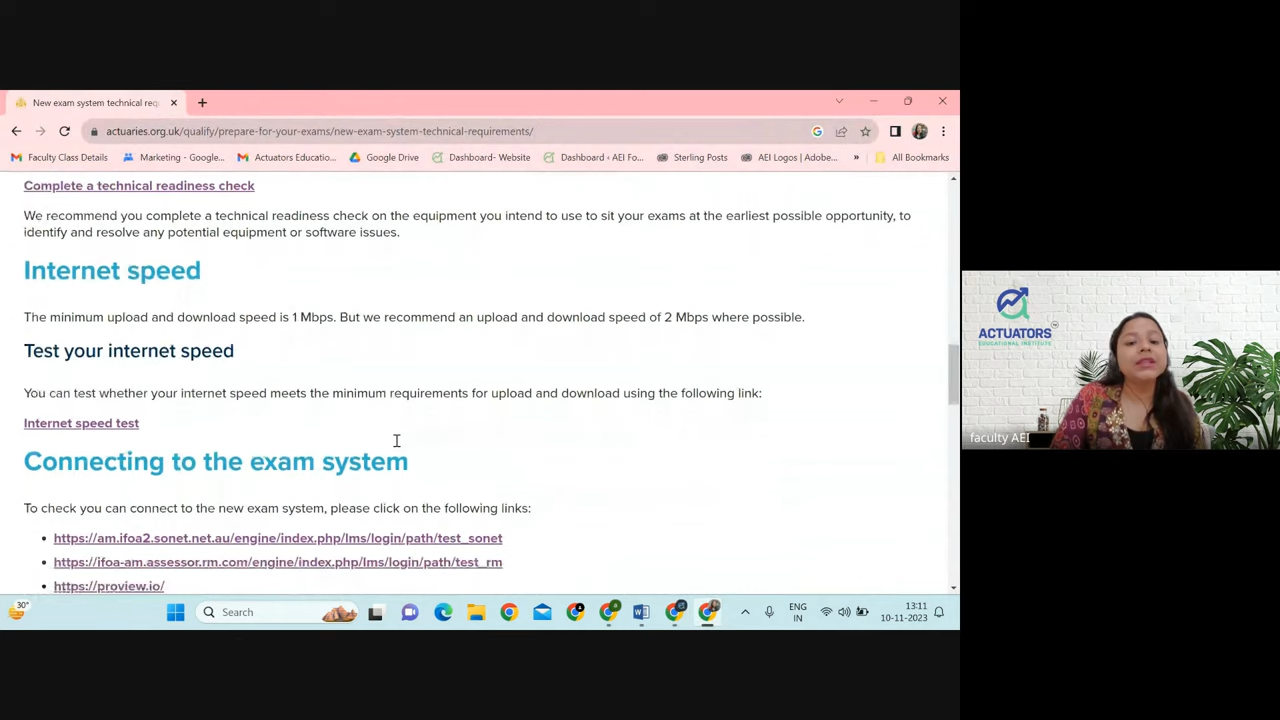 New exam system technical req
actuaries.org.uk/qualify/prepare-for-your-exams/new-exam-system-technical-requirements/
Faculty Class Details
Marketing - Google...
Actuators Educatio...
Google Drive
Dashboard- Website
Dashboard ‹ AEI Fo...
Sterling Posts
AEI Logos | Adobe...
»
All Bookmarks
Complete a technical readiness check
We recommend you complete a technical readiness check on the equipment you intend to use to sit your exams at the earliest possible opportunity, to
identify and resolve any potential equipment or software issues.
Internet speed
The minimum upload and download speed is 1 Mbps. But we recommend an upload and download speed of 2 Mbps where possible.
Test your internet speed
You can test whether your internet speed meets the minimum requirements for upload and download using the following link:
Internet speed test
Connecting to the exam system
To check you can connect to the new exam system, please click on the following links:
• https://am.ifoa2.sonet.net.au/engine/index.php/lms/login/path/test_sonet
• https://ifoa-am.assessor.rm.com/engine/index.php/lms/login/path/test_rm
• https://proview.io/
30°
Search
ENG
IN
13:11
10-11-2023
ACTUATORS
EDUCATIONAL INSTITUTE
faculty AEI